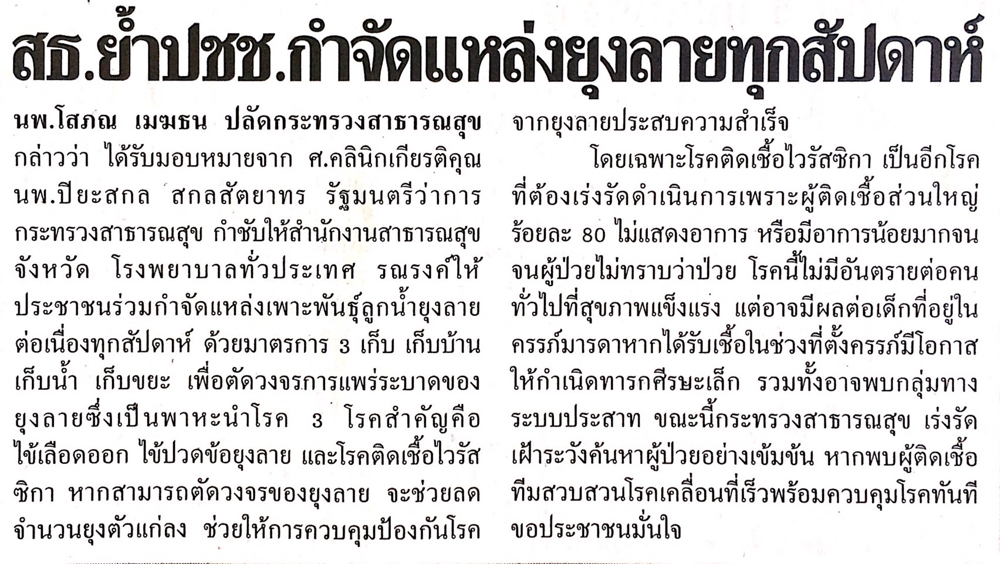 สธ.ย้ำปชช.กำจัดแหล่งยุงลายทุกสัปดาห์
นพ.โสภณ เมฆธน ปลัดกระทรวงสาธารณสุข
กล่าวว่า ได้รับมอบหมายจาก ศ.คลินิกเกียรติคุณ
นพ.ปิยะสกล สกลสัตยาทร รัฐมนตรีว่าการ
กระทรวงสาธารณสุข กำชับให้สำนักงานสาธารณสุข
จังหวัด โรงพยาบาลทั่วประเทศ รณรงค์ให้
ประชาชนร่วมกำจัดแหล่งเพาะพันธุ์ลูกน้ำยุงลาย
ต่อเนื่องทุกสัปดาห์ ด้วยมาตรการ 3 เก็บ เก็บบ้าน
เก็บน้ำ เก็บขยะ เพื่อตัดวงจรการแพร่ระบาดของ
ยุงลายซึ่งเป็นพาหะนำโรค 3 โรคสำคัญคือ
ไข้เลือดออก ไข้ปวดข้อยุงลาย และโรคติดเชื้อไวรัส
ซิกา หากสามารถตัดวงจรของยุงลาย จะช่วยลด
จำนวนยุงตัวแก่ลง ช่วยให้การควบคุมป้องกันโรค
จากยุงลายประสบความสำเร็จ
โดยเฉพาะโรคติดเชื้อไวรัสซิกา เป็นอีกโรค
ที่ต้องเร่งรัดดำเนินการเพราะผู้ติดเชื้อส่วนใหญ่
ร้อยละ 80 ไม่แสดงอาการ หรือมีอาการน้อยมากจน
จนผู้ป่วยไม่ทราบว่าป่วย โรคนี้ไม่มีอันตรายต่อคน
ทั่วไปที่สุขภาพแข็งแรง แต่อาจมีผลต่อเด็กที่อยู่ใน
ครรภ์มารดาหากได้รับเชื้อในช่วงที่ตั้งครรภ์มีโอกาส
ให้กำเนิดทารกศีรษะเล็ก รวมทั้งอาจพบกลุ่มทาง
ระบบประสาท ขณะนี้กระทรวงสาธารณสุข เร่งรัด
เฝ้าระวังค้นหาผู้ป่วยอย่างเข้มข้น หากพบผู้ติดเชื้อ
ทีมสวบสวนโรคเคลื่อนที่เร็วพร้อมควบคุมโรคทันที
ขอประชาชนมั่นใจ